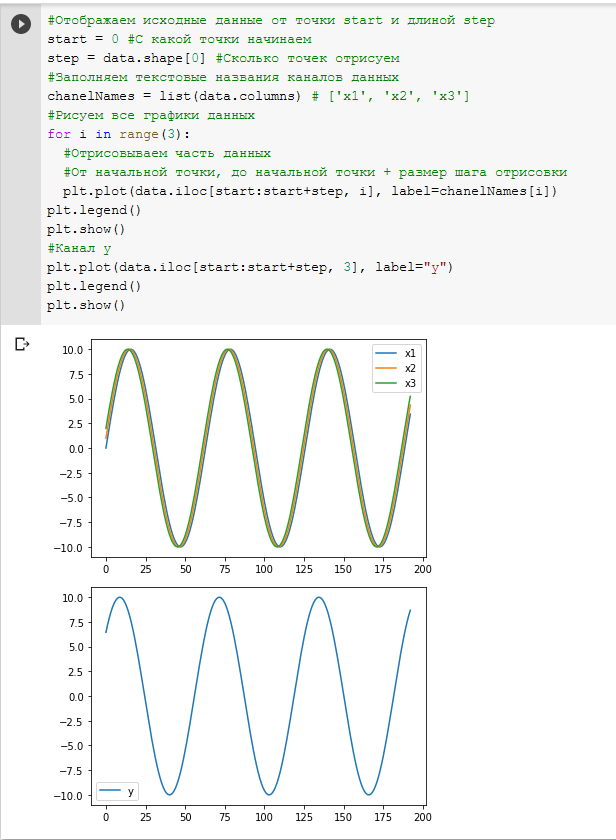 #Отображаем исходные данные от точки start и длиной step
start = 0 #С какой точки начинаем
step = data.shape[0] #Сколько точек отрисуем
#Заполняем текстовые названия каналов данных
chanelNames = list(data.columns) # ['x1', 'x2', 'x3']
#Рисуем все графики данных
for i in range(3):
  #Отрисовываем часть данных
  #От начальной точки, до начальной точки + размер шага отрисовки
  plt.plot(data.iloc[start:start+step, i], label=chanelNames[i])
plt.legend()
plt.show()
#Канал y
plt.plot(data.iloc[start:start+step, 3], label="y")
plt.legend()
plt.show()
10.0
7.5
5.0
2.5
0.0
−2.5
−5.0
−7.5
−10.0
x1
x2
x3
0 25 50 75 100 125 150 175 200
10.0
7.5
5.0
2.5
0.0
−2.5
−5.0
−7.5
−10.0
y
0 25 50 75 100 125 150 175 200